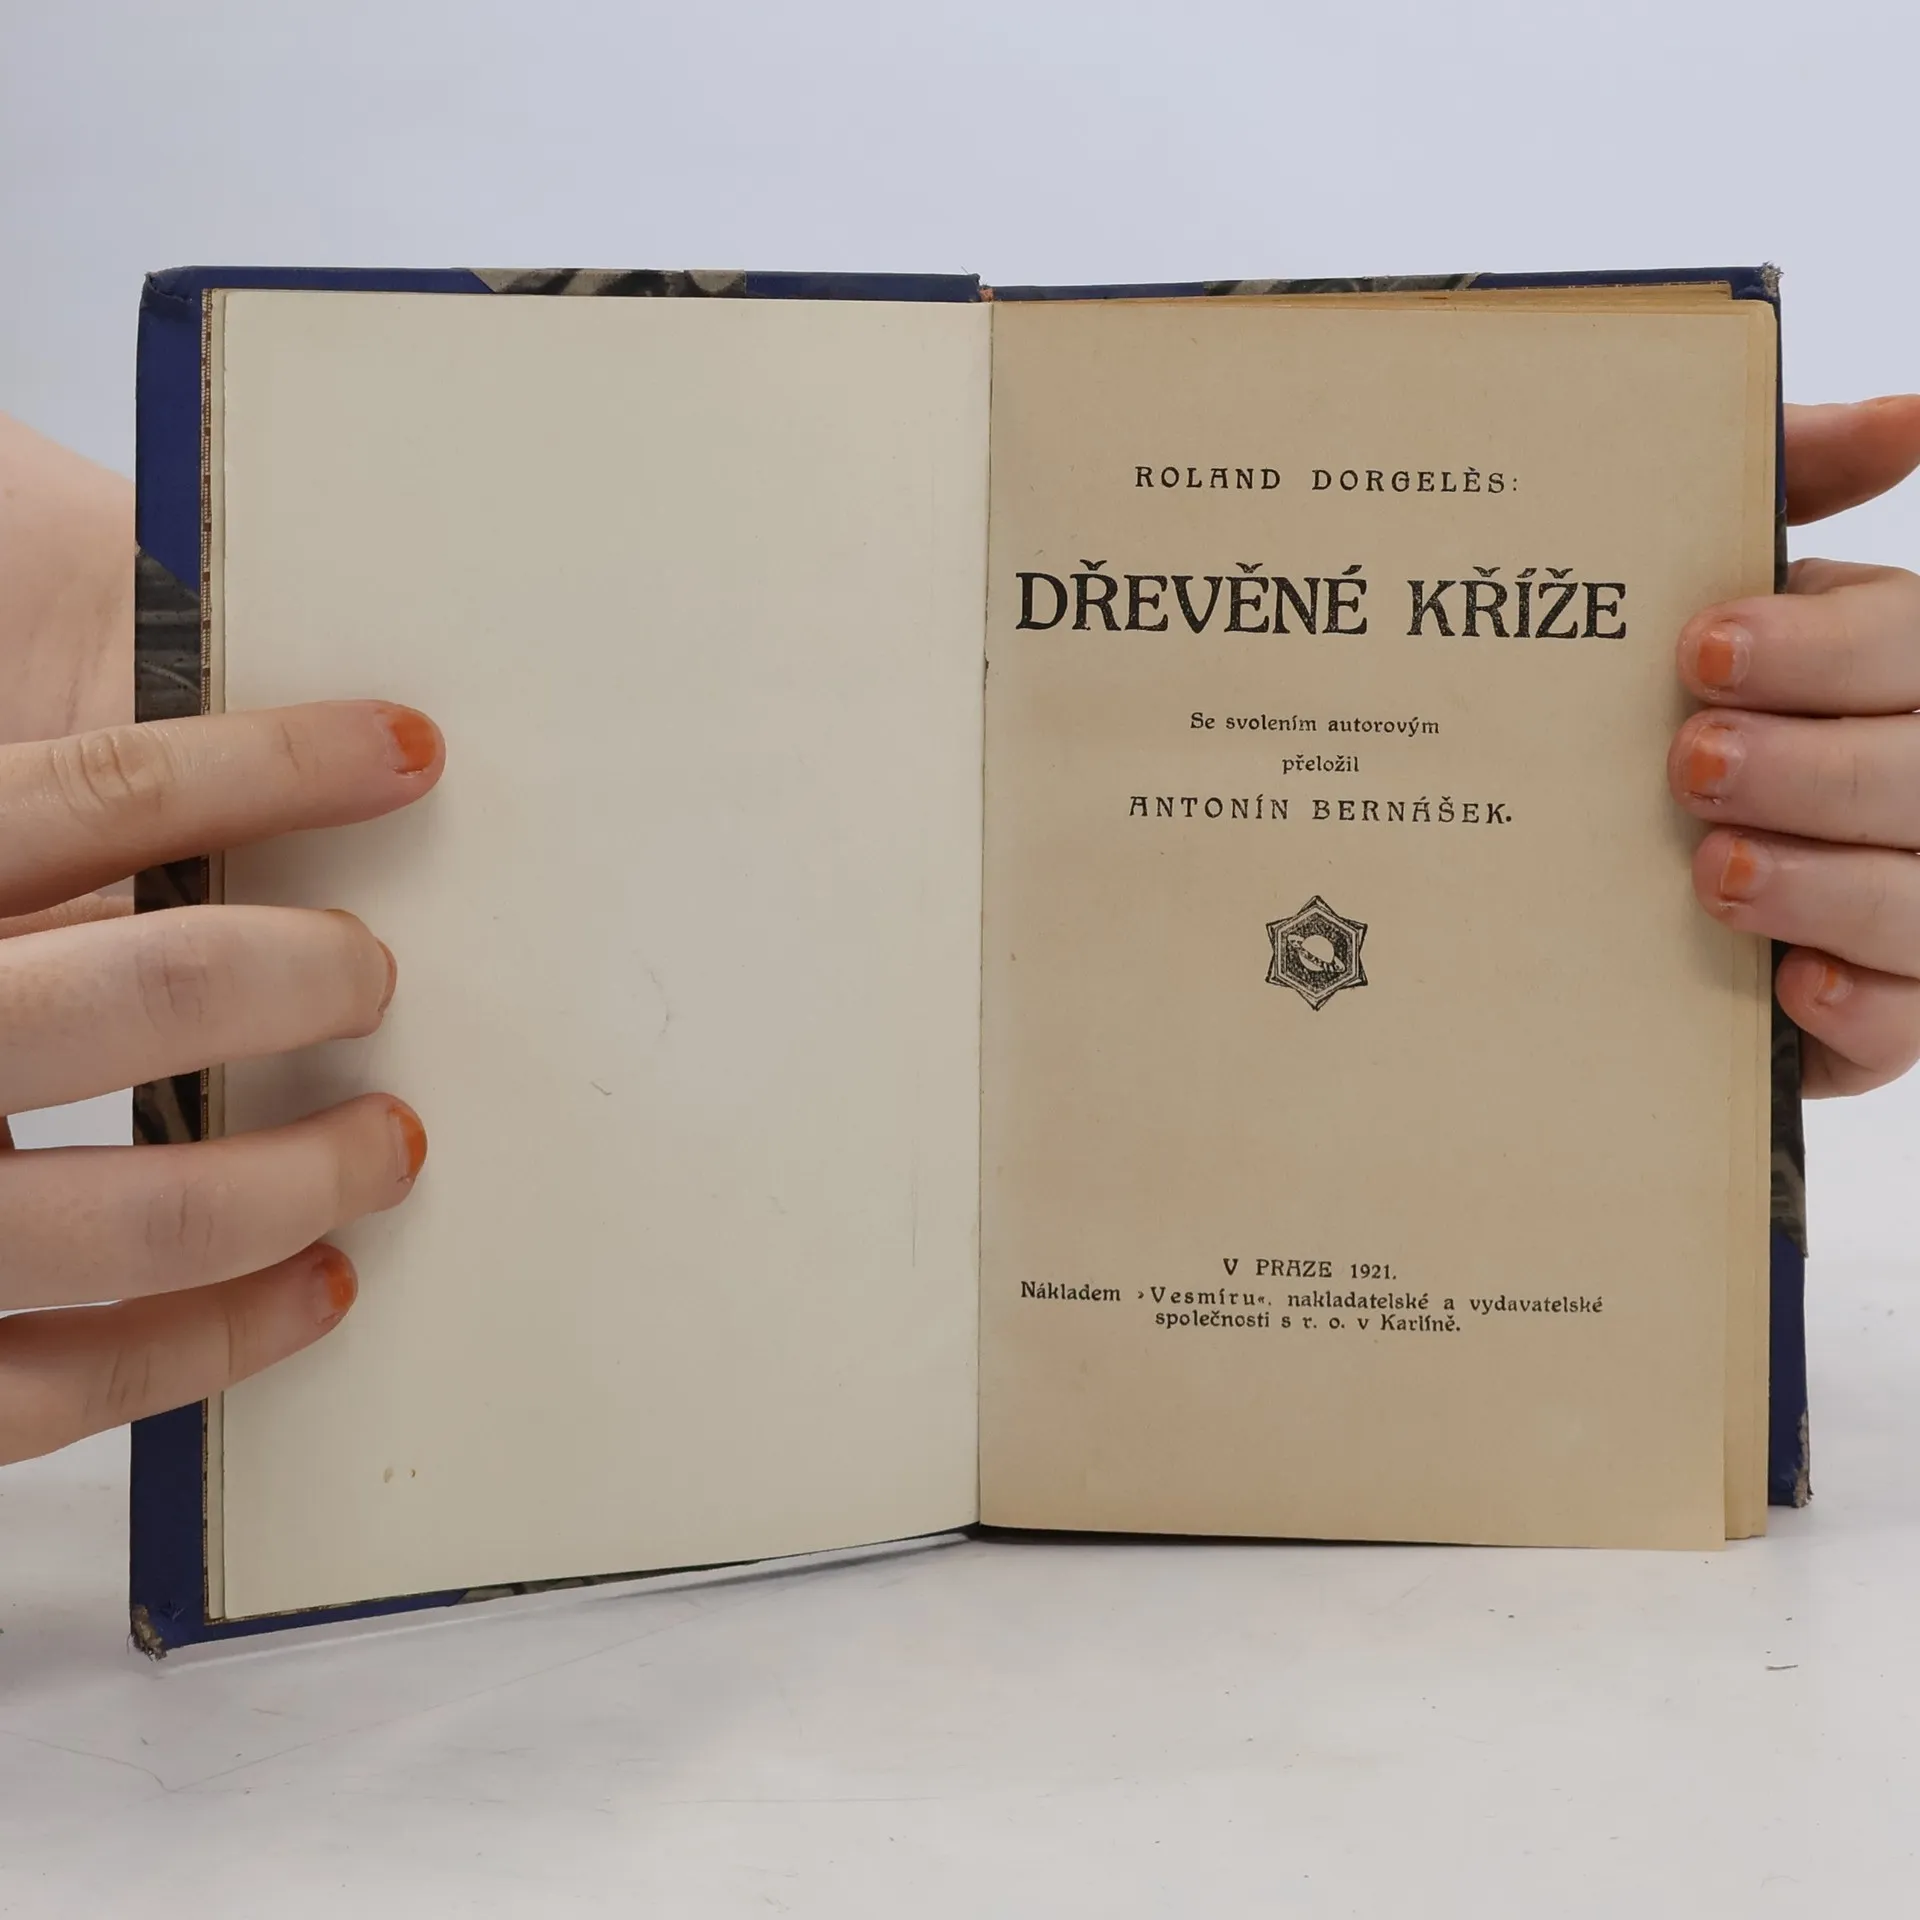 ROLAND DORGELÈS:
DŘEVĚNÉ KŘÍŽE
Se svolením autorovým
přeložil
ANTONÍN BERNÁŠEK.
V PRAZE 1921.
Nákladem »Vesmíru«, nakladatelské a vydavatelské
společnosti s r. o. v Karlíně.